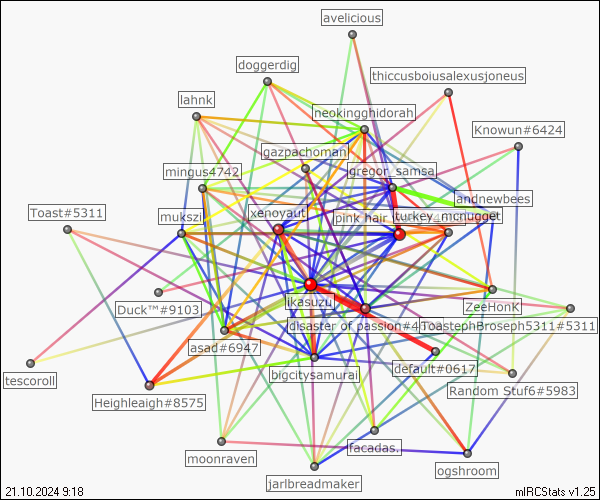 avelicious
doggerdig
thiccusboiusalexusjoneus
lahnk
neokingghidorah
Knowun#6424
gazpachoman
mingus4742
gregor_samsa
andnewbees
Toast#5311
mukszi
xenoyaut
pink hair
turkey_mcnugget
likasuzu
Duck™#9103
ZeeHonK
disaster of passion#4
ToastephBroseph5311#5311
asad#6947
tescoroll
bigcitysamurai
default#0617
Heighleaigh#8575
Random Stuf6#5983
moonraven
facadas.
ogshroom
jarlbreadmaker
21.10.2024 9:18
mIRCStats v1.25